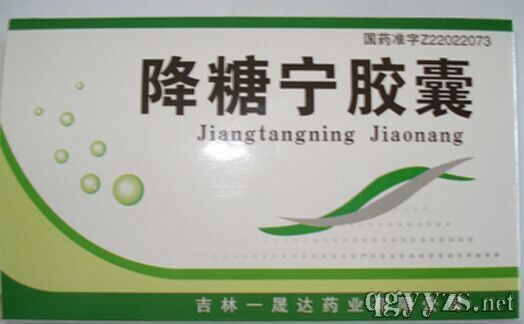 国药准字Z22022073
降糖宁胶囊
Jiangtangning Jiaonang
吉林一晟达药业
qgyyzs.net